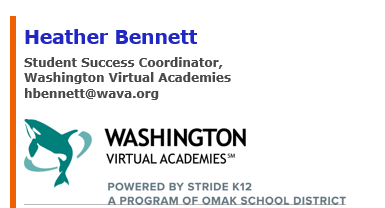 Heather Bennett
Student Success Coordinator,
Washington Virtual Academies
hbennett@wava.org
WASHINGTON
VIRTUAL ACADEMIES℠
POWERED BY STRIDE K12
A PROGRAM OF OMAK SCHOOL DISTRICT